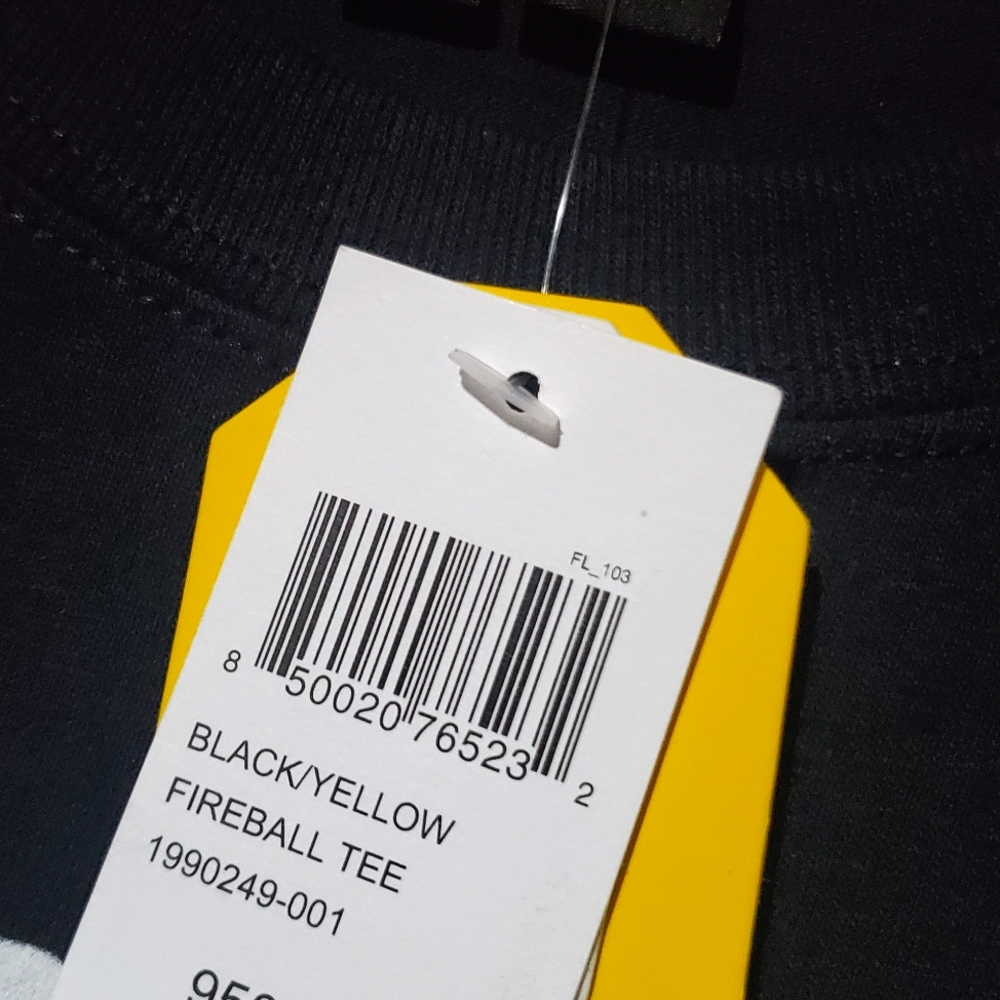 FL_103
8 50020 76523 2
BLACK/YELLOW
FIREBALL TEE
1990249-001